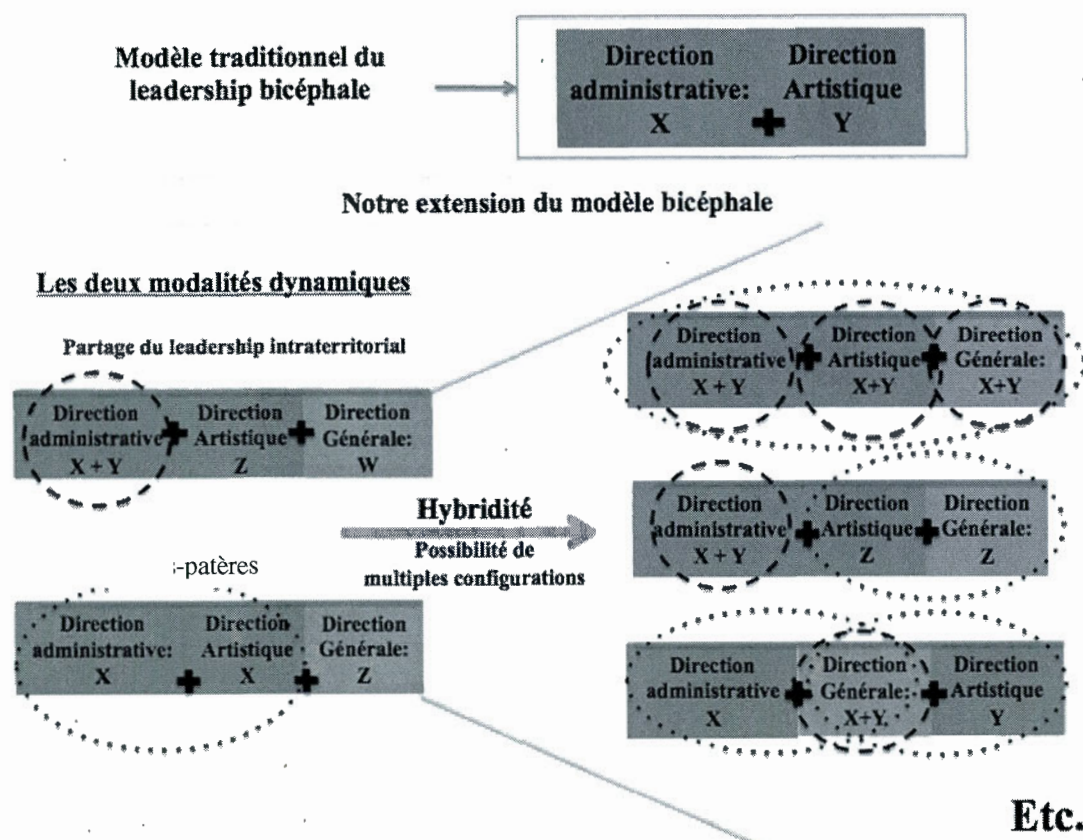 Modèle traditionnel du
leadership bicéphale
Direction administrative: X
+
Direction Artistique Y
Notre extension du modèle bicéphale
Les deux modalités dynamiques
Partage du leadership intraterritorial
Direction administrative X + Y
+
Direction Artistique Z
+
Direction Générale: W
-patères
Direction administrative: X
+
Direction Artistique X
+
Direction Générale: Z
Hybridité
Possibilité de
multiples configurations
Direction administrative X + Y
+
Direction Artistique X+Y
+
Direction Générale: X+Y
Direction administrative X + Y
+
Direction Artistique Z
+
Direction Générale: Z
Direction administrative X
+
Direction Générale: X+Y
+
Direction Artistique Y
Etc.